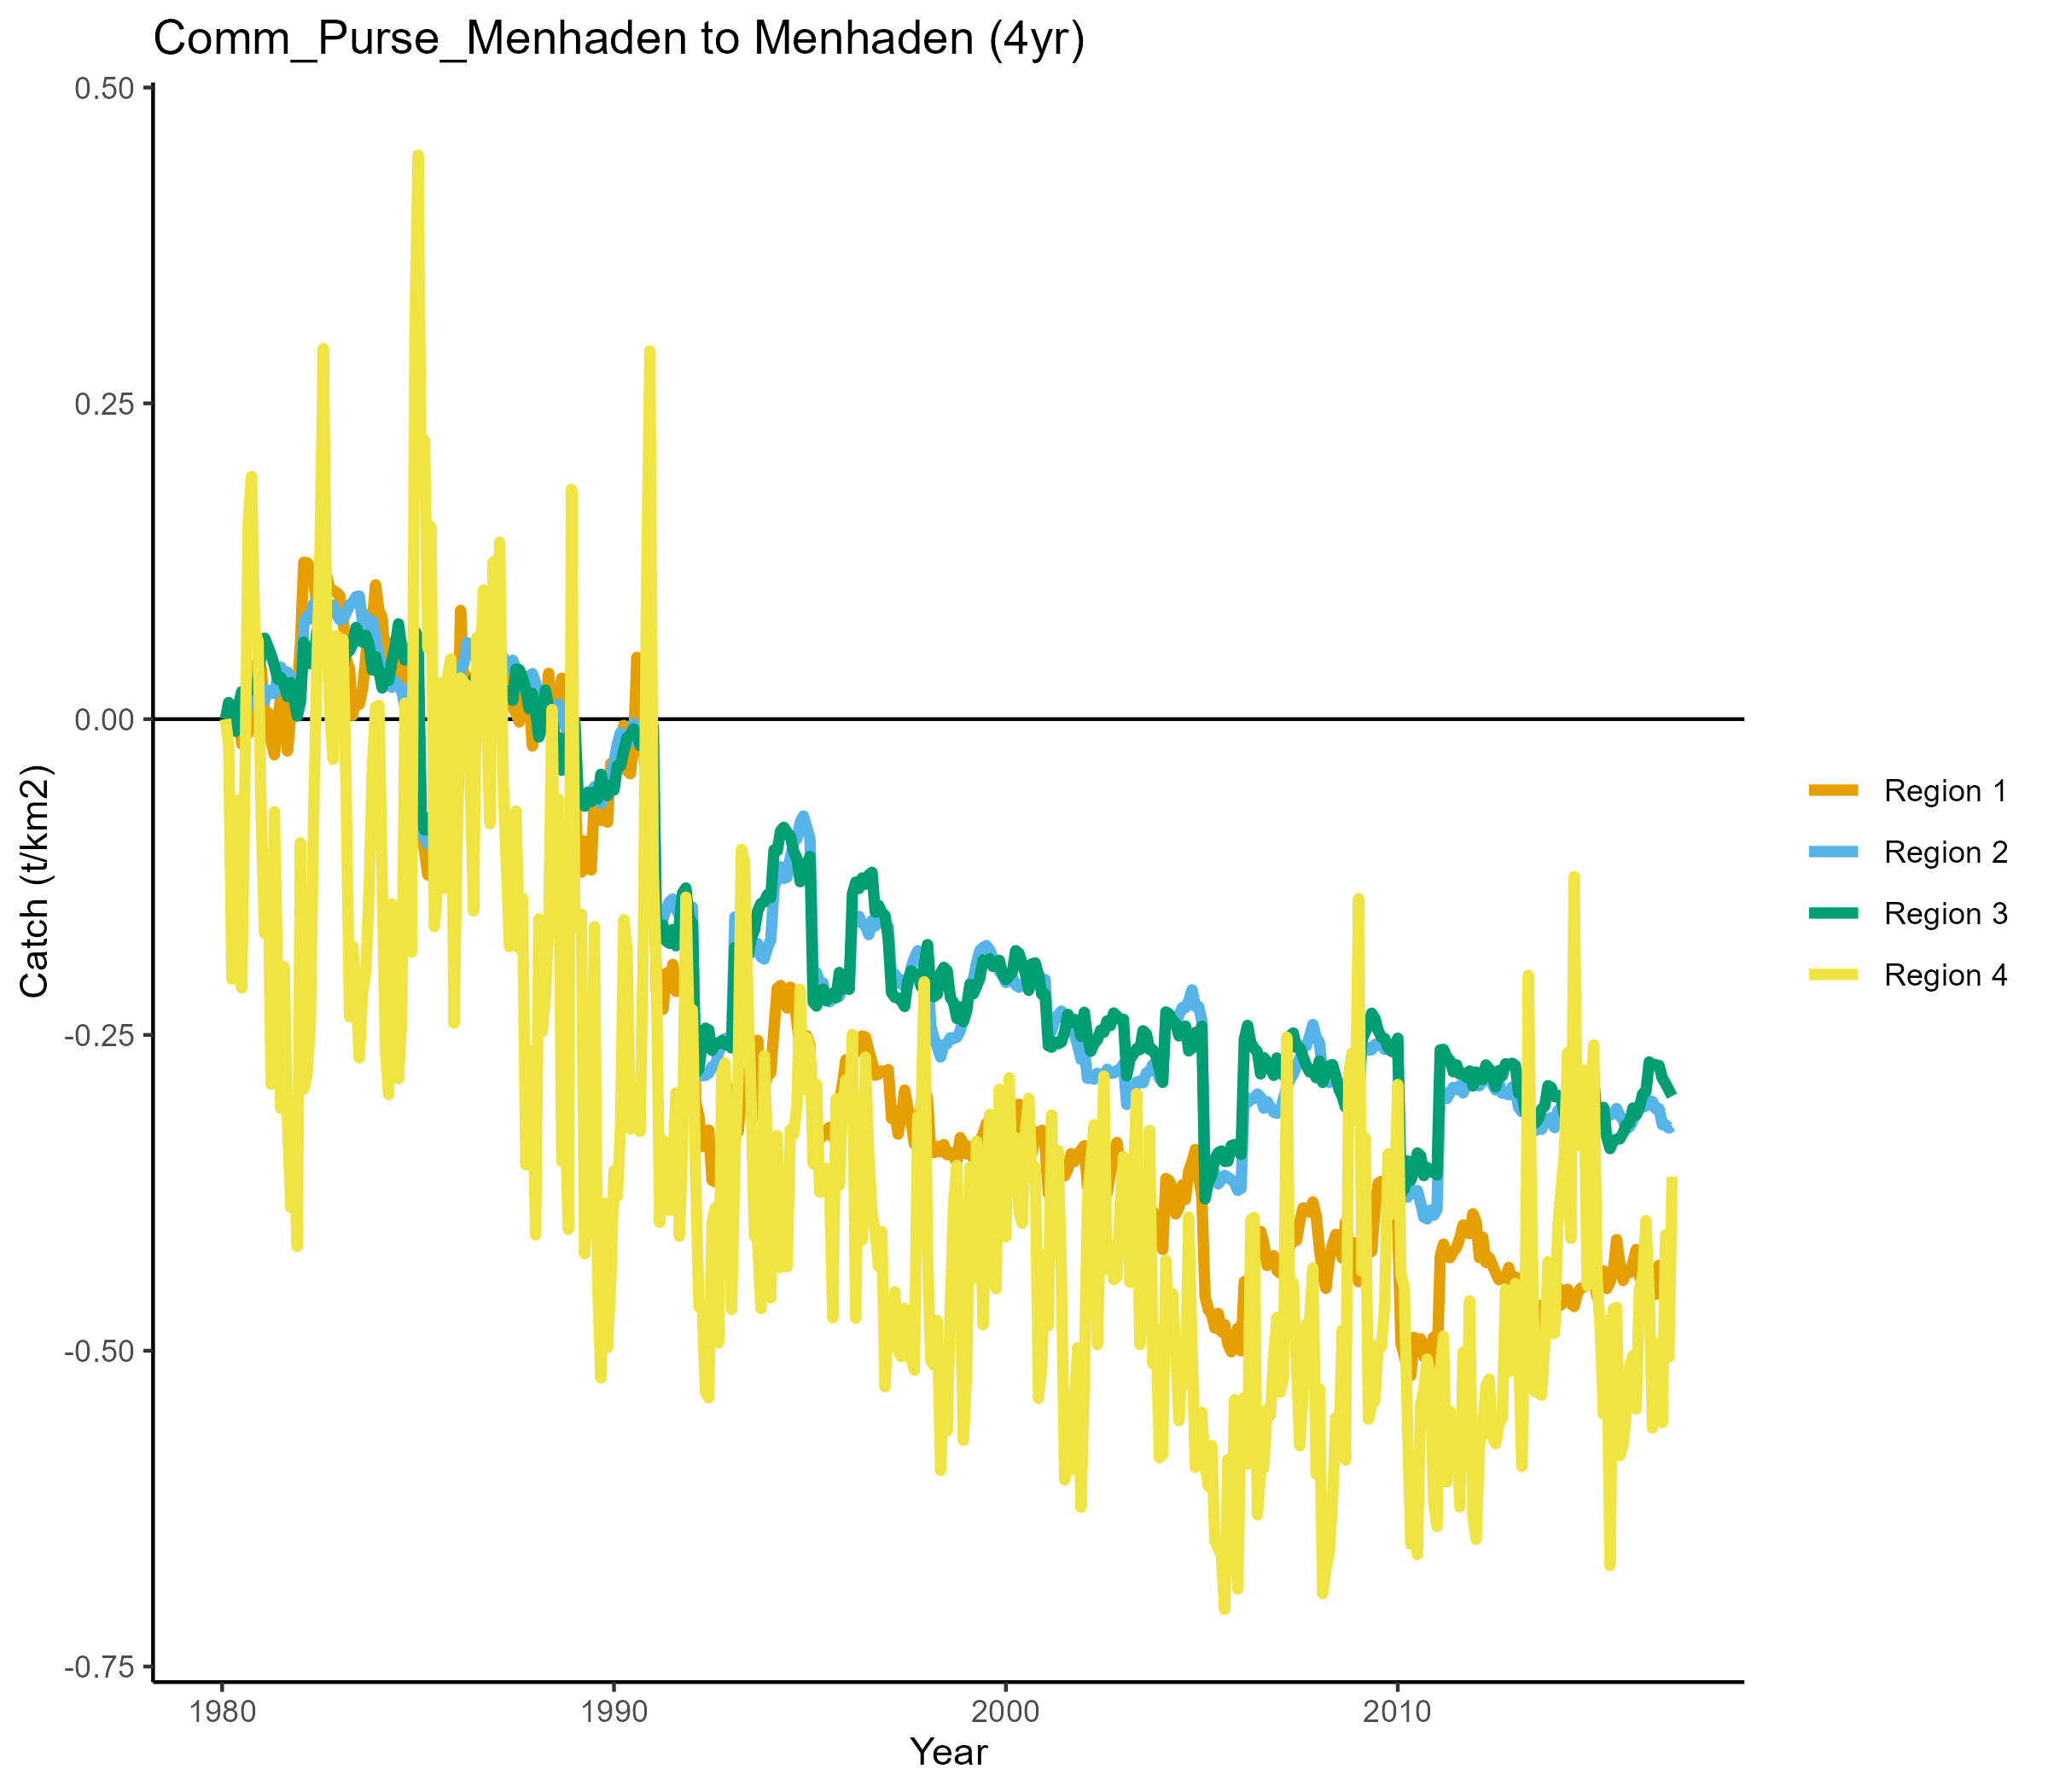 Comm_Purse_Menhaden to Menhaden (4yr)
0.50
0.25
0.00
-0.25
-0.50
-0.75
Catch (t/km2)
1980
1990
2000
2010
Year
Region 1
Region 2
Region 3
Region 4